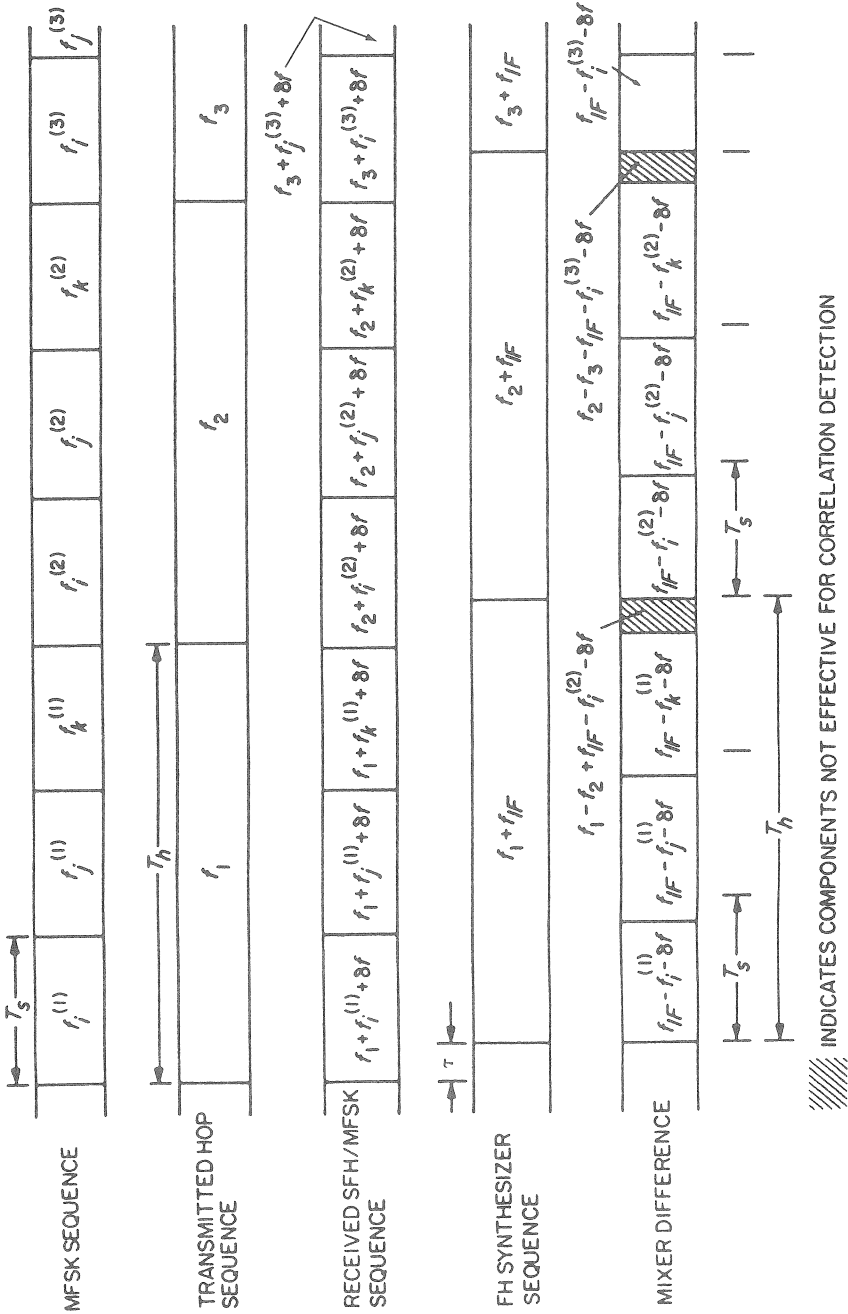 MFSK SEQUENCE
T_s
f_i^(1)
f_j^(1)
f_k^(1)
f_i^(2)
f_j^(2)
f_k^(2)
f_i^(3)
f_j^(3)
TRANSMITTED HOP
SEQUENCE
T_h
f_1
f_2
f_3
RECEIVED SFH/MFSK
SEQUENCE
f_1 + f_i^(1) + δf
f_1 + f_j^(1) + δf
f_1 + f_k^(1) + δf
f_2 + f_i^(2) + δf
f_2 + f_j^(2) + δf
f_2 + f_k^(2) + δf
f_3 + f_i^(3) + δf
f_3 + f_j^(3) + δf
FH SYNTHESIZER
SEQUENCE
τ
f_1 + f_IF
f_2 + f_IF
f_3 + f_IF
MIXER DIFFERENCE
f_IF - f_i^(1) - δf
f_IF - f_j^(1) - δf
f_IF - f_k^(1) - δf
f_1 - f_2 + f_IF - f_i^(2) - δf
f_IF - f_i^(2) - δf
f_IF - f_j^(2) - δf
f_IF - f_k^(2) - δf
f_2 - f_3 - f_IF - f_i^(3) - δf
f_IF - f_i^(3) - δf
T_s
T_s
T_h
INDICATES COMPONENTS NOT EFFECTIVE FOR CORRELATION DETECTION